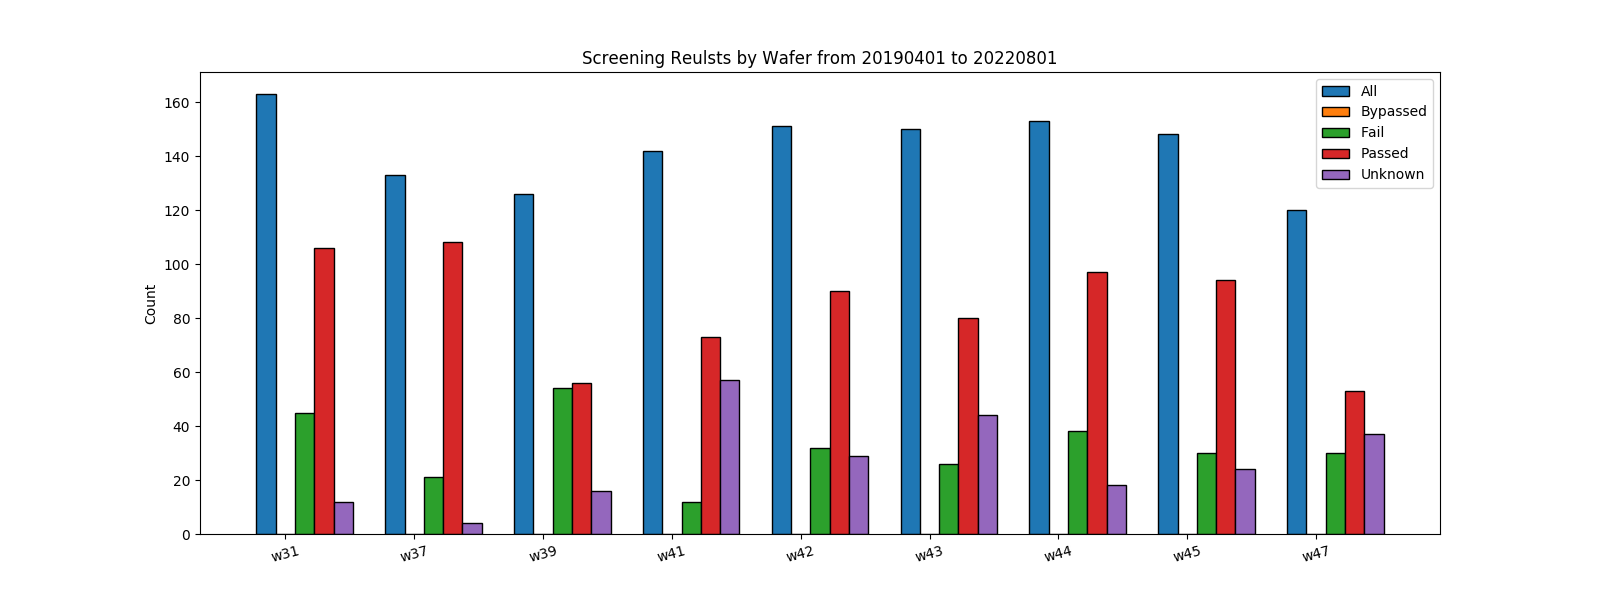 Screening Reulsts by Wafer from 20190401 to 20220801
160
140
120
100
80
60
40
20
0
Count
w31
w37
w39
w41
w42
w43
w44
w45
w47
All
Bypassed
Fail
Passed
Unknown